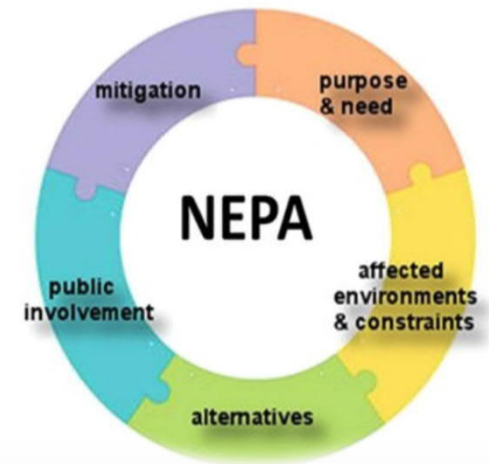 mitigation
purpose
& need
NEPA
affected
environments
& constraints
public
involvement
alternatives